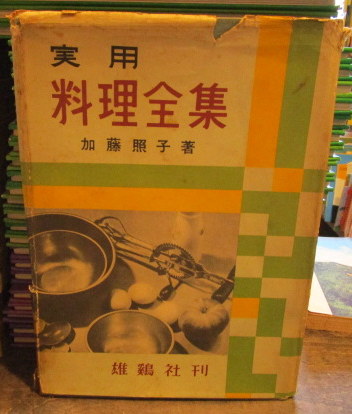 実用
料理全集
加藤照子著
雄鶏社刊